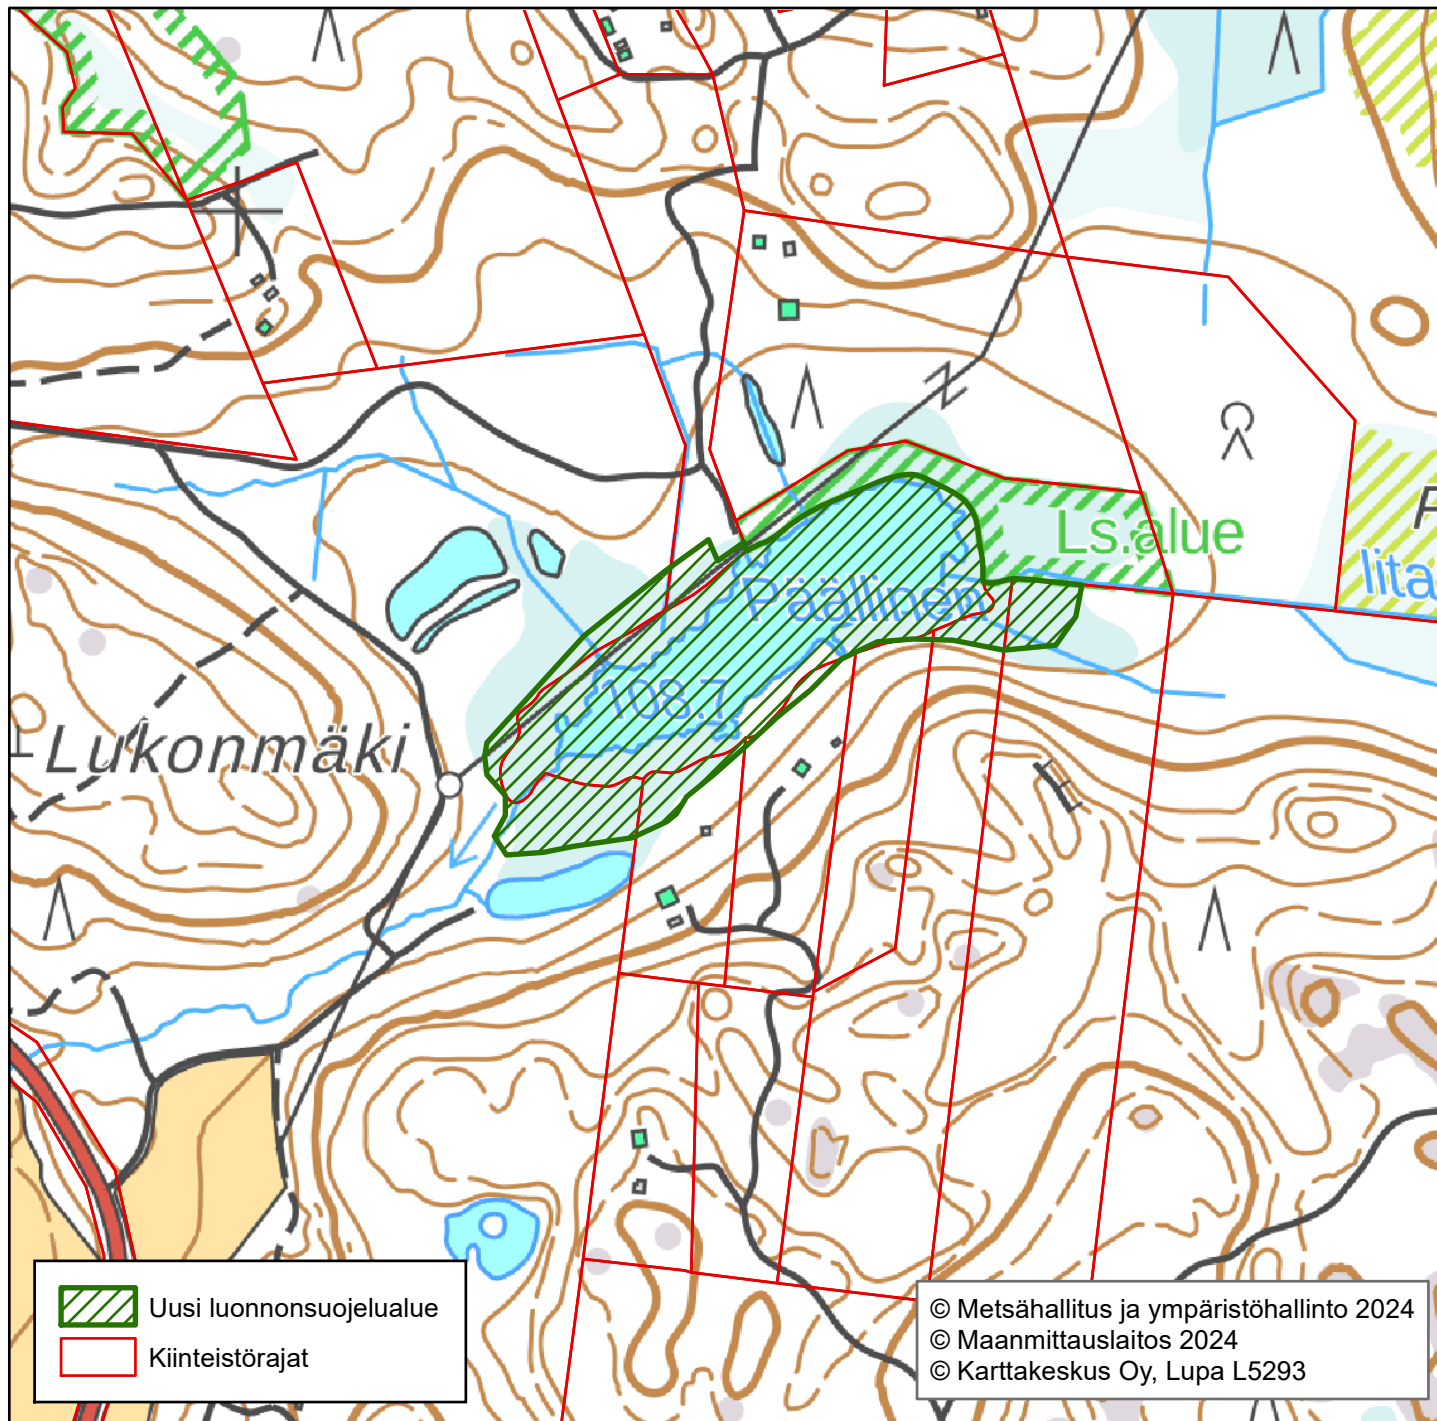 Ls.alue
Iita
Päällinen
108.7
Lukonmäki
Uusi luonnonsuojelualue
Kiinteistörajat
© Metsähallitus ja ympäristöhallinto 2024
© Maanmittauslaitos 2024
© Karttakeskus Oy, Lupa L5293